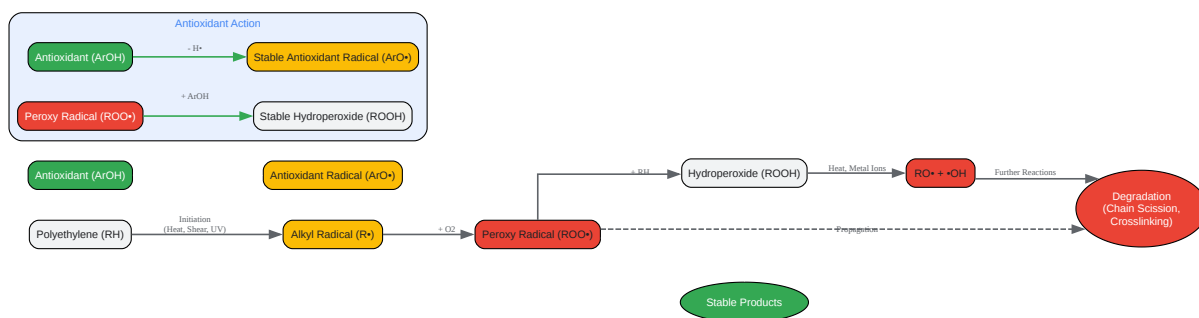 Antioxidant Action
Antioxidant (ArOH)
- H•
Stable Antioxidant Radical (ArO•)
Peroxy Radical (ROO•)
+ ArOH
Stable Hydroperoxide (ROOH)
Antioxidant (ArOH)
Antioxidant Radical (ArO•)
+ RH
Hydroperoxide (ROOH)
Heat, Metal Ions
RO• + •OH
Further Reactions
Degradation
(Chain Scission,
Crosslinking)
Polyethylene (RH)
Initiation
(Heat, Shear, UV)
Alkyl Radical (R•)
+ O2
Peroxy Radical (ROO•)
Propagation
Stable Products